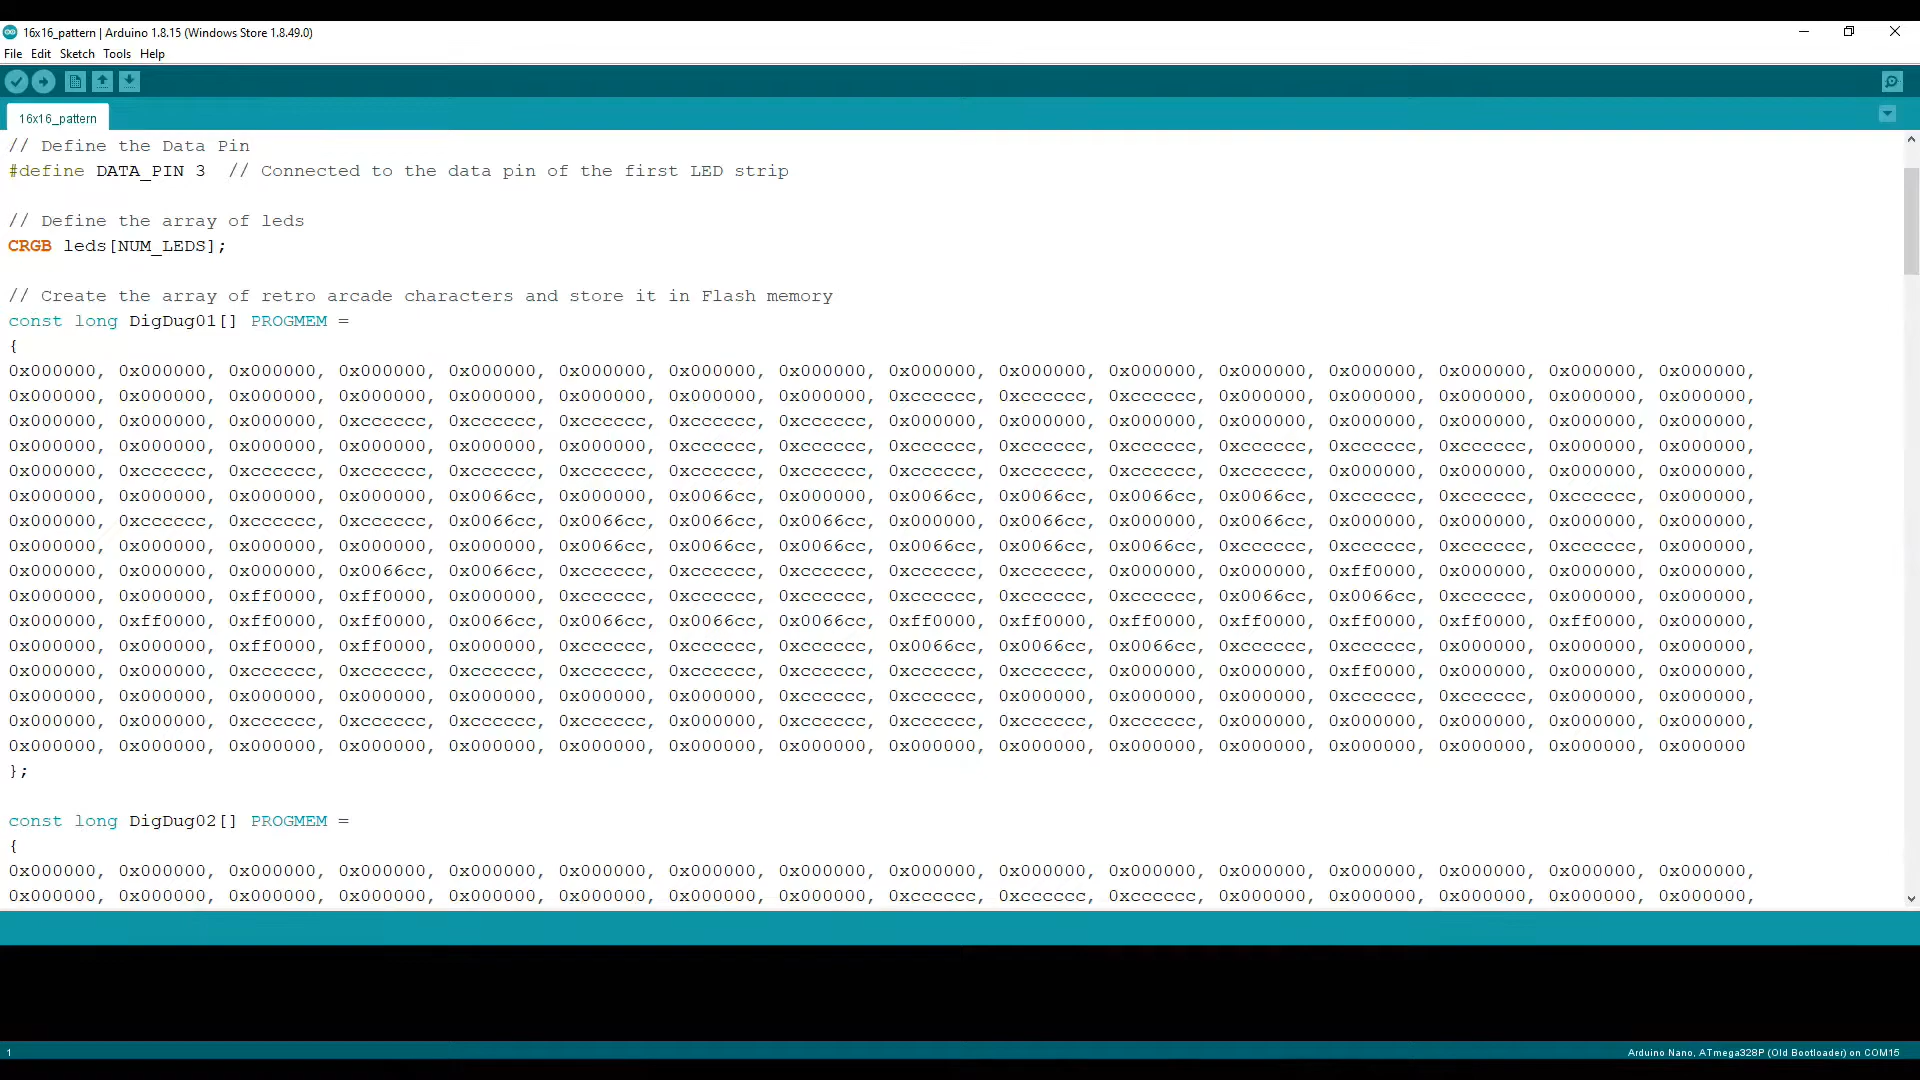 16x16_pattern | Arduino 1.8.15 (Windows Store 1.8.49.0)
File Edit Sketch Tools Help
16x16_pattern
// Define the Data Pin
#define DATA_PIN 3  // Connected to the data pin of the first LED strip
// Define the array of leds
CRGB leds[NUM_LEDS];
// Create the array of retro arcade characters and store it in Flash memory
const long DigDug01[] PROGMEM =
{
0x000000, 0x000000, 0x000000, 0x000000, 0x000000, 0x000000, 0x000000, 0x000000, 0x000000, 0x000000, 0x000000, 0x000000, 0x000000, 0x000000, 0x000000, 0x000000,
0x000000, 0x000000, 0x000000, 0x000000, 0x000000, 0x000000, 0x000000, 0x000000, 0xcccccc, 0xcccccc, 0xcccccc, 0x000000, 0x000000, 0x000000, 0x000000, 0x000000,
0x000000, 0x000000, 0x000000, 0xcccccc, 0xcccccc, 0xcccccc, 0xcccccc, 0xcccccc, 0x000000, 0x000000, 0x000000, 0x000000, 0x000000, 0x000000, 0x000000, 0x000000,
0x000000, 0x000000, 0x000000, 0x000000, 0x000000, 0x000000, 0xcccccc, 0xcccccc, 0xcccccc, 0xcccccc, 0xcccccc, 0xcccccc, 0xcccccc, 0xcccccc, 0x000000, 0x000000,
0x000000, 0xcccccc, 0xcccccc, 0xcccccc, 0xcccccc, 0xcccccc, 0xcccccc, 0xcccccc, 0xcccccc, 0xcccccc, 0xcccccc, 0xcccccc, 0x000000, 0x000000, 0x000000, 0x000000,
0x000000, 0x000000, 0x000000, 0x000000, 0x0066cc, 0x000000, 0x0066cc, 0x000000, 0x0066cc, 0x0066cc, 0x0066cc, 0x0066cc, 0xcccccc, 0xcccccc, 0xcccccc, 0x000000,
0x000000, 0xcccccc, 0xcccccc, 0xcccccc, 0x0066cc, 0x0066cc, 0x0066cc, 0x0066cc, 0x000000, 0x0066cc, 0x000000, 0x0066cc, 0x000000, 0x000000, 0x000000, 0x000000,
0x000000, 0x000000, 0x000000, 0x000000, 0x000000, 0x0066cc, 0x0066cc, 0x0066cc, 0x0066cc, 0x0066cc, 0x0066cc, 0xcccccc, 0xcccccc, 0xcccccc, 0xcccccc, 0x000000,
0x000000, 0x000000, 0x000000, 0x0066cc, 0x0066cc, 0xcccccc, 0xcccccc, 0xcccccc, 0xcccccc, 0xcccccc, 0x000000, 0x000000, 0xff0000, 0x000000, 0x000000, 0x000000,
0x000000, 0x000000, 0xff0000, 0xff0000, 0x000000, 0xcccccc, 0xcccccc, 0xcccccc, 0xcccccc, 0xcccccc, 0xcccccc, 0x0066cc, 0x0066cc, 0xcccccc, 0x000000, 0x000000,
0x000000, 0xff0000, 0xff0000, 0xff0000, 0x0066cc, 0x0066cc, 0x0066cc, 0x0066cc, 0xff0000, 0xff0000, 0xff0000, 0xff0000, 0xff0000, 0xff0000, 0xff0000, 0x000000,
0x000000, 0x000000, 0xff0000, 0xff0000, 0x000000, 0xcccccc, 0xcccccc, 0xcccccc, 0x0066cc, 0x0066cc, 0x0066cc, 0xcccccc, 0xcccccc, 0x000000, 0x000000, 0x000000,
0x000000, 0x000000, 0xcccccc, 0xcccccc, 0xcccccc, 0xcccccc, 0xcccccc, 0xcccccc, 0xcccccc, 0xcccccc, 0x000000, 0x000000, 0xff0000, 0x000000, 0x000000, 0x000000,
0x000000, 0x000000, 0x000000, 0x000000, 0x000000, 0x000000, 0x000000, 0xcccccc, 0xcccccc, 0x000000, 0x000000, 0x000000, 0xcccccc, 0xcccccc, 0x000000, 0x000000,
0x000000, 0x000000, 0xcccccc, 0xcccccc, 0xcccccc, 0xcccccc, 0x000000, 0xcccccc, 0xcccccc, 0xcccccc, 0xcccccc, 0x000000, 0x000000, 0x000000, 0x000000, 0x000000,
0x000000, 0x000000, 0x000000, 0x000000, 0x000000, 0x000000, 0x000000, 0x000000, 0x000000, 0x000000, 0x000000, 0x000000, 0x000000, 0x000000, 0x000000, 0x000000
};
const long DigDug02[] PROGMEM =
{
0x000000, 0x000000, 0x000000, 0x000000, 0x000000, 0x000000, 0x000000, 0x000000, 0x000000, 0x000000, 0x000000, 0x000000, 0x000000, 0x000000, 0x000000, 0x000000,
0x000000, 0x000000, 0x000000, 0x000000, 0x000000, 0x000000, 0x000000, 0x000000, 0xcccccc, 0xcccccc, 0xcccccc, 0x000000, 0x000000, 0x000000, 0x000000, 0x000000,
1
Arduino Nano, ATmega328P (Old Bootloader) on COM15